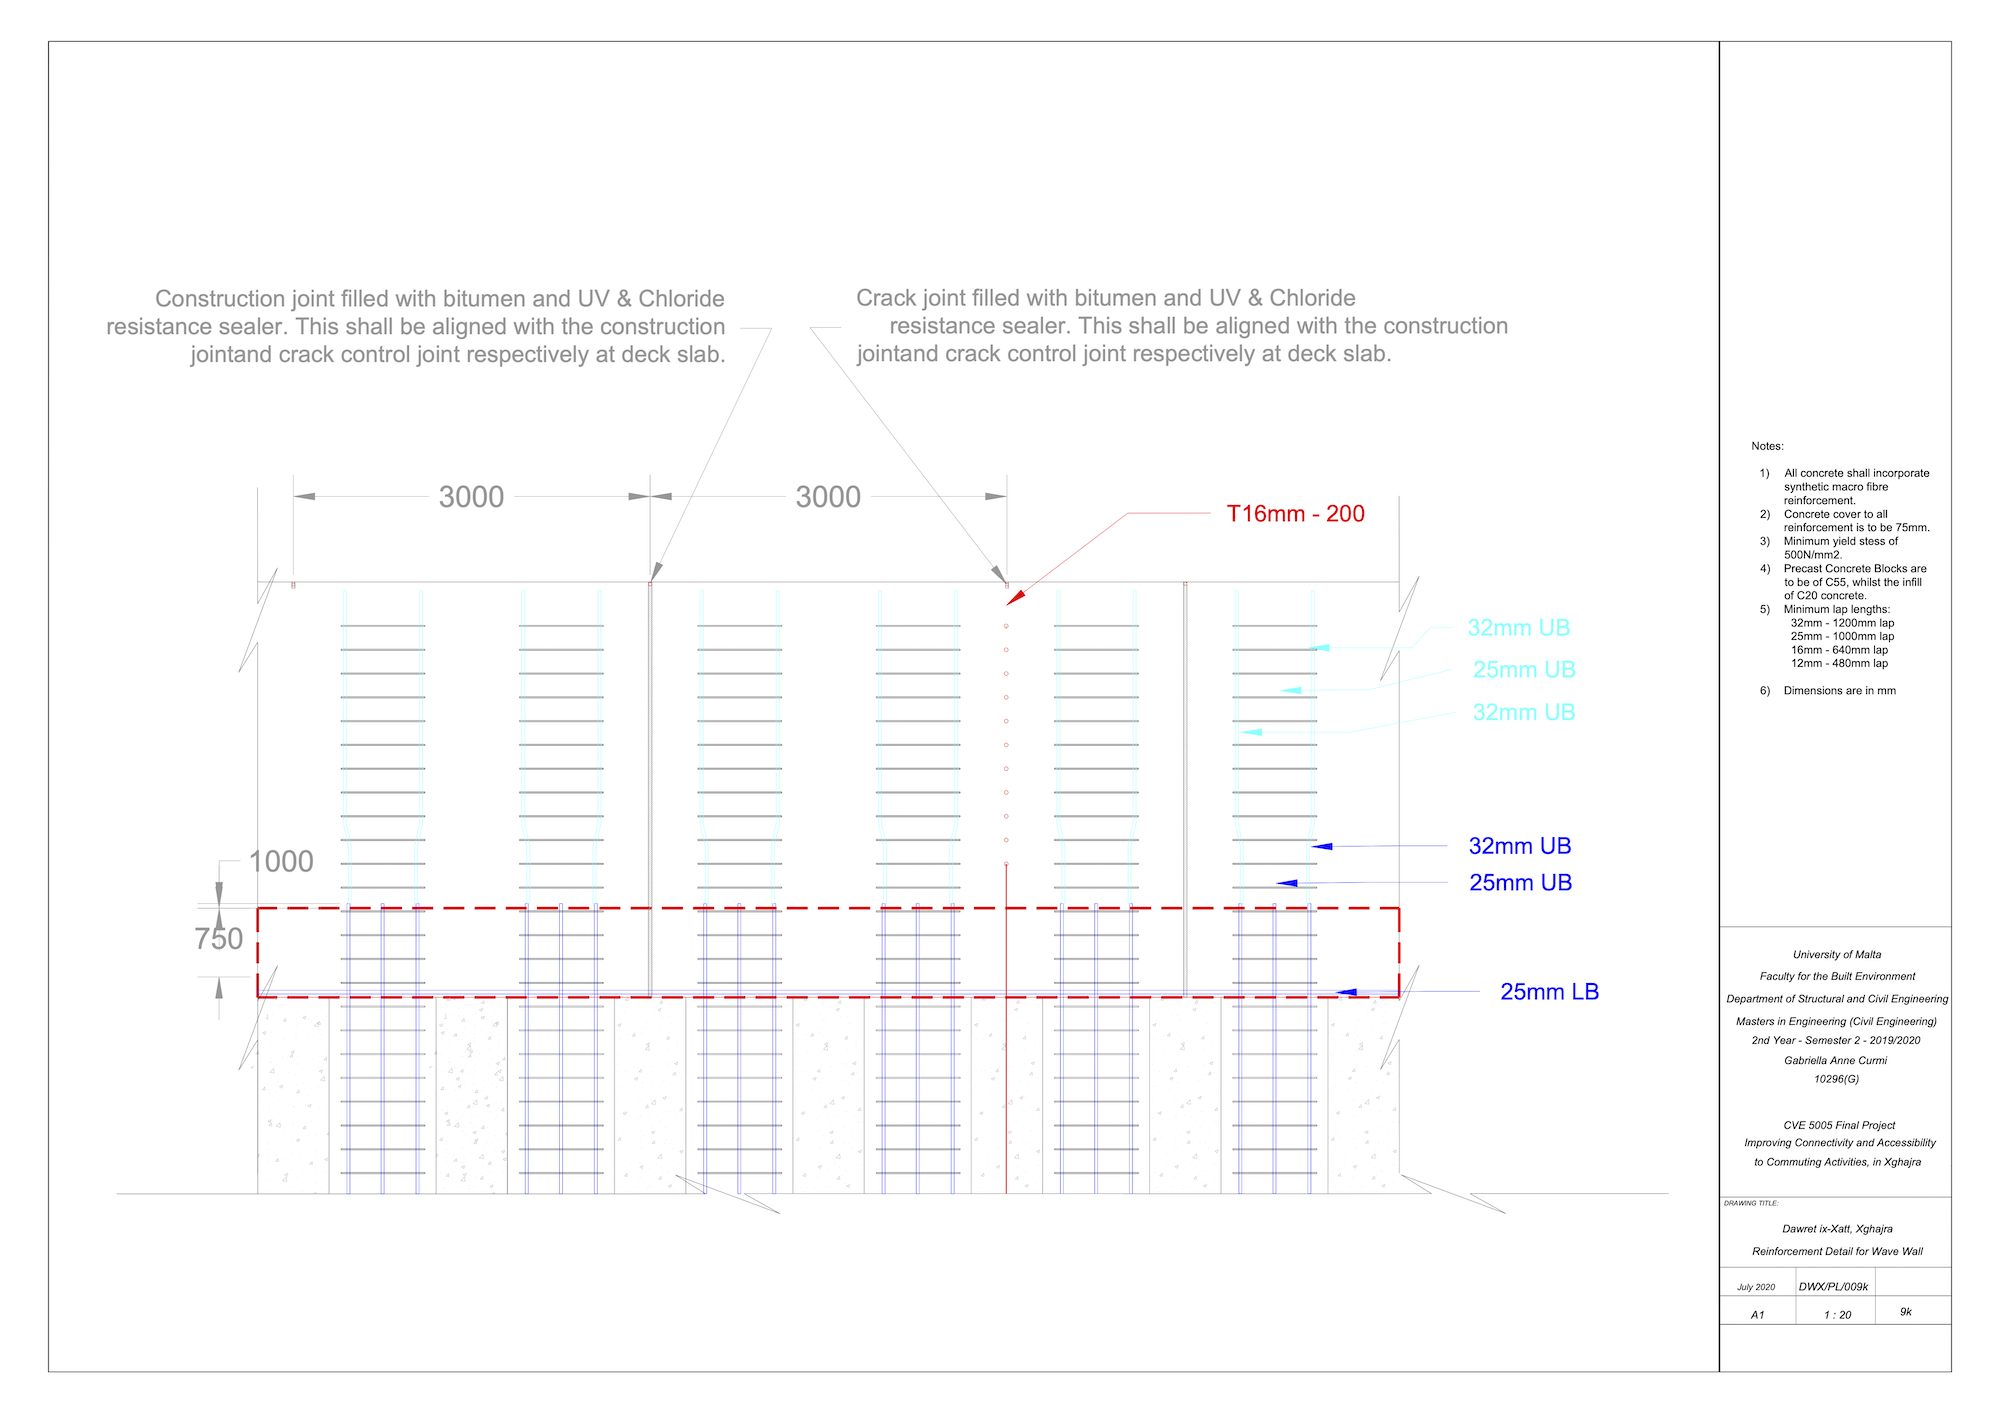 Construction joint filled with bitumen and UV & Chloride
resistance sealer. This shall be aligned with the construction
jointand crack control joint respectively at deck slab.
Crack joint filled with bitumen and UV & Chloride
resistance sealer. This shall be aligned with the construction
jointand crack control joint respectively at deck slab.
3000
3000
T16mm - 200
32mm UB
25mm UB
32mm UB
32mm UB
25mm UB
1000
750
25mm LB
Notes:
1) All concrete shall incorporate
synthetic macro fibre
reinforcement.
2) Concrete cover to all
reinforcement is to be 75mm.
3) Minimum yield stess of
500N/mm2.
4) Precast Concrete Blocks are
to be of C55, whilst the infill
of C20 concrete.
5) Minimum lap lengths:
32mm - 1200mm lap
25mm - 1000mm lap
16mm - 640mm lap
12mm - 480mm lap
6) Dimensions are in mm
University of Malta
Faculty for the Built Environment
Department of Structural and Civil Engineering
Masters in Engineering (Civil Engineering)
2nd Year - Semester 2 - 2019/2020
Gabriella Anne Curmi
10296(G)
CVE 5005 Final Project
Improving Connectivity and Accessibility
to Commuting Activities, in Xghajra
DRAWING TITLE:
Dawret ix-Xatt, Xghajra
Reinforcement Detail for Wave Wall
July 2020 DWX/PL/009k
A1 1 : 20 9k